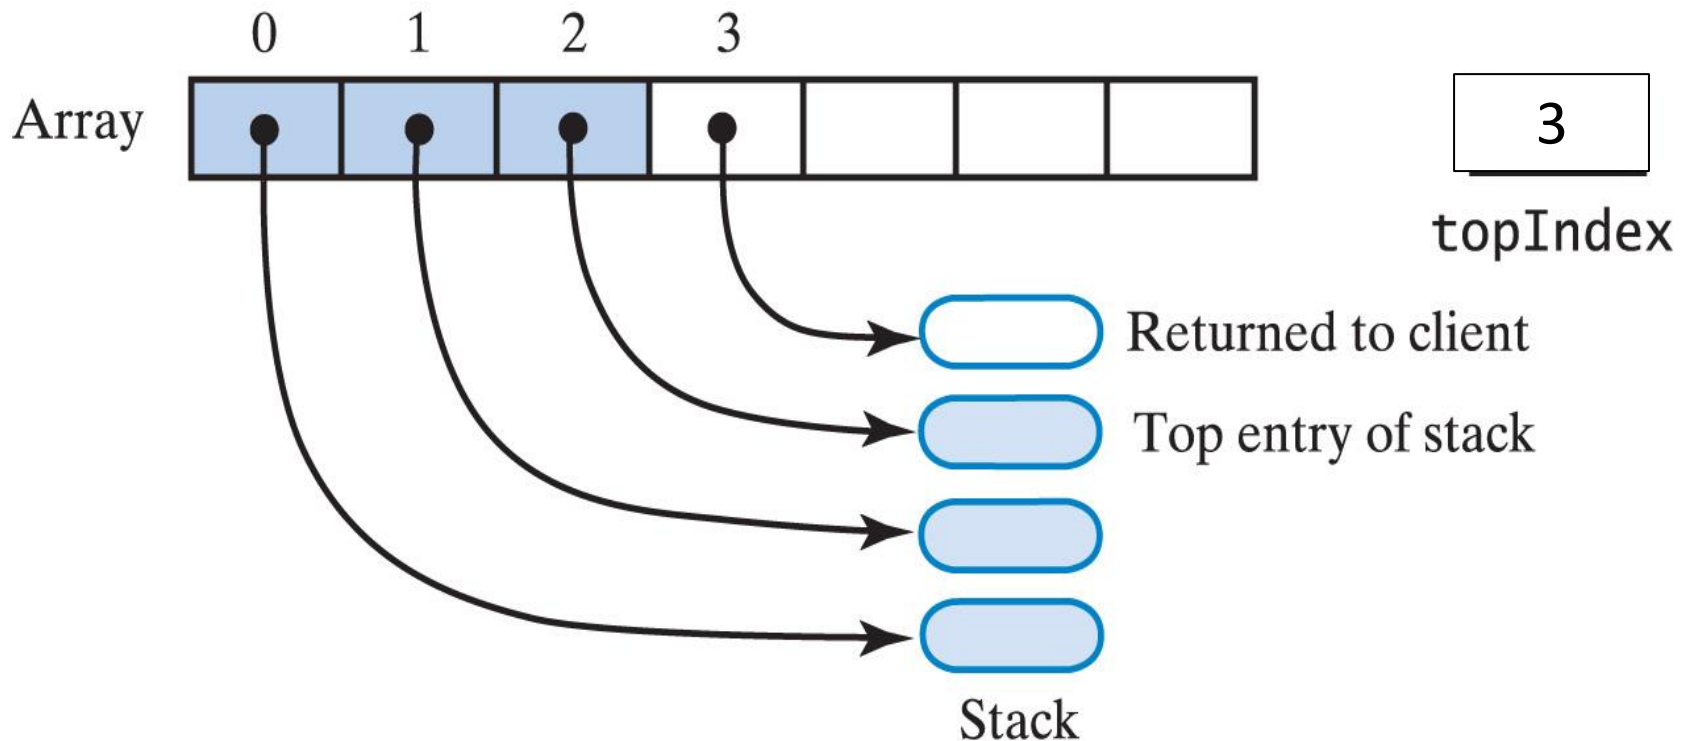 0 1 2 3
Array
3
topIndex
Returned to client
Top entry of stack
Stack